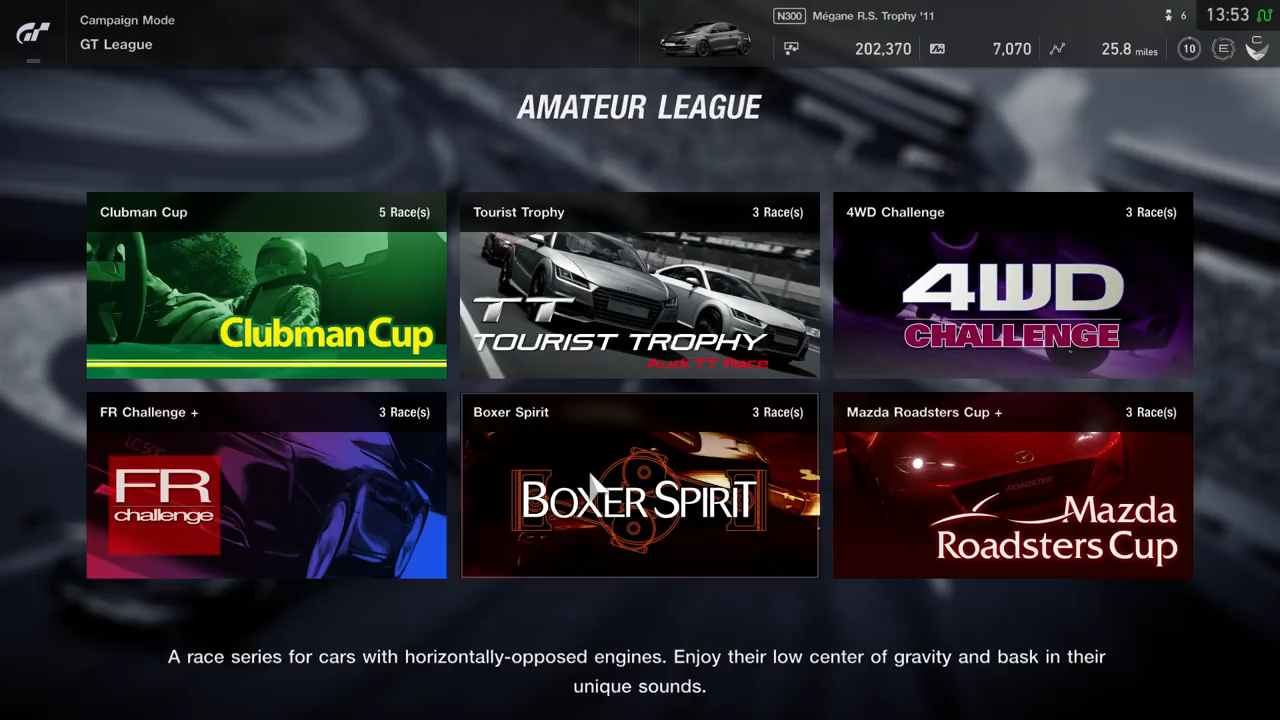 Campaign Mode
GT League
N300 Mégane R.S. Trophy '11
6
13:53
202,370
7,070
25.8 miles
10
E
C
AMATEUR LEAGUE
Clubman Cup 5 Race(s)
Clubman Cup
Tourist Trophy 3 Race(s)
TT
TOURIST TROPHY
Audi TT Race
4WD Challenge 3 Race(s)
4WD
CHALLENGE
FR Challenge + 3 Race(s)
LC500
FR
challenge
Boxer Spirit 3 Race(s)
BOXER SPIRIT
Mazda Roadsters Cup + 3 Race(s)
ROADSTER
Mazda
Roadsters Cup
A race series for cars with horizontally-opposed engines. Enjoy their low center of gravity and bask in their
unique sounds.